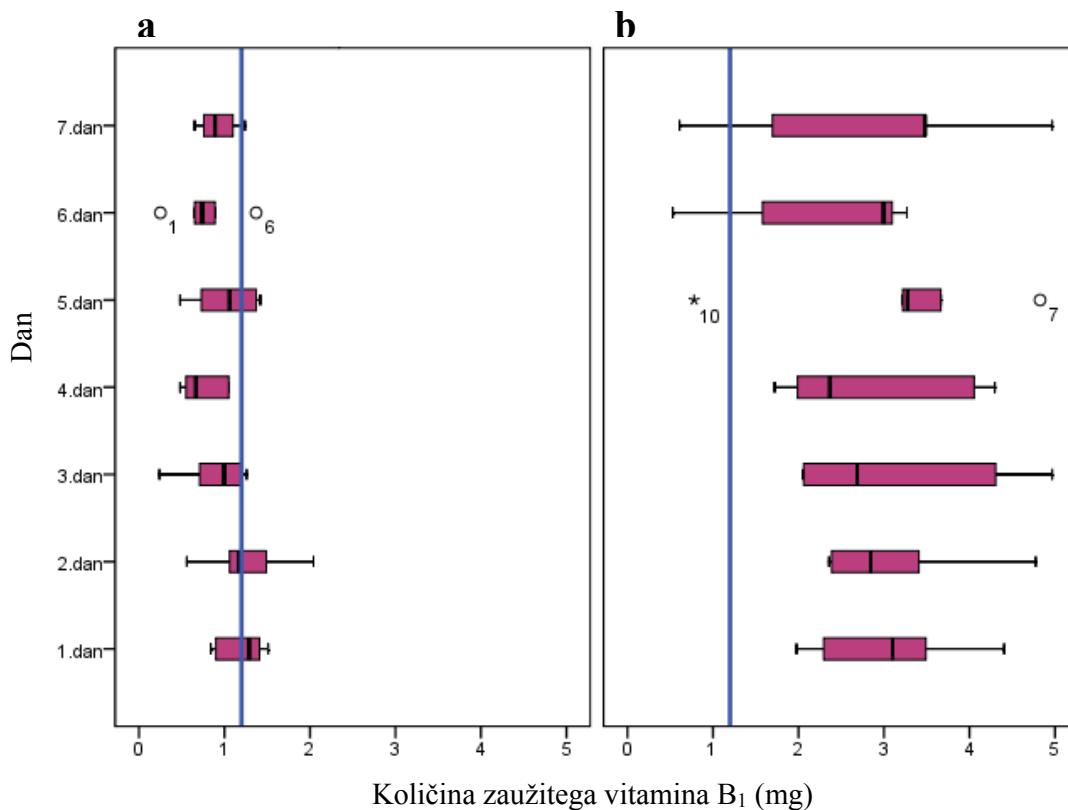 a b
7.dan
6.dan
1 6
5.dan
10 7
4.dan
3.dan
2.dan
1.dan
Dan
0 1 2 3 4 5 0 1 2 3 4 5
Količina zaužitega vitamina B₁ (mg)